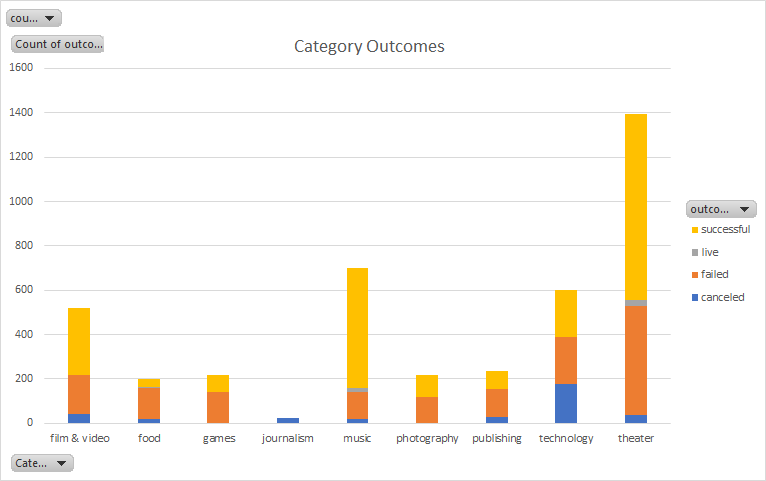 cou...
Count of outco...
Category Outcomes
1600
1400
1200
1000
800
600
400
200
0
film & video food games journalism music photography publishing technology theater
outco...
successful
live
failed
canceled
Cate...